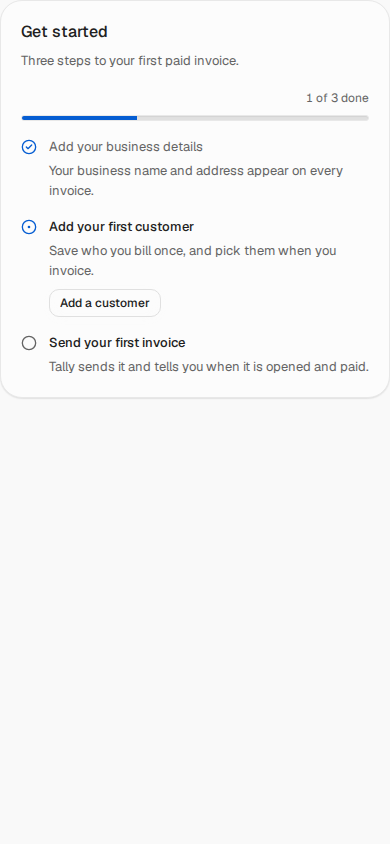 Get started
Three steps to your first paid invoice.
1 of 3 done
Add your business details
Your business name and address appear on every
invoice.
Add your first customer
Save who you bill once, and pick them when you
invoice.
Add a customer
Send your first invoice
Tally sends it and tells you when it is opened and paid.